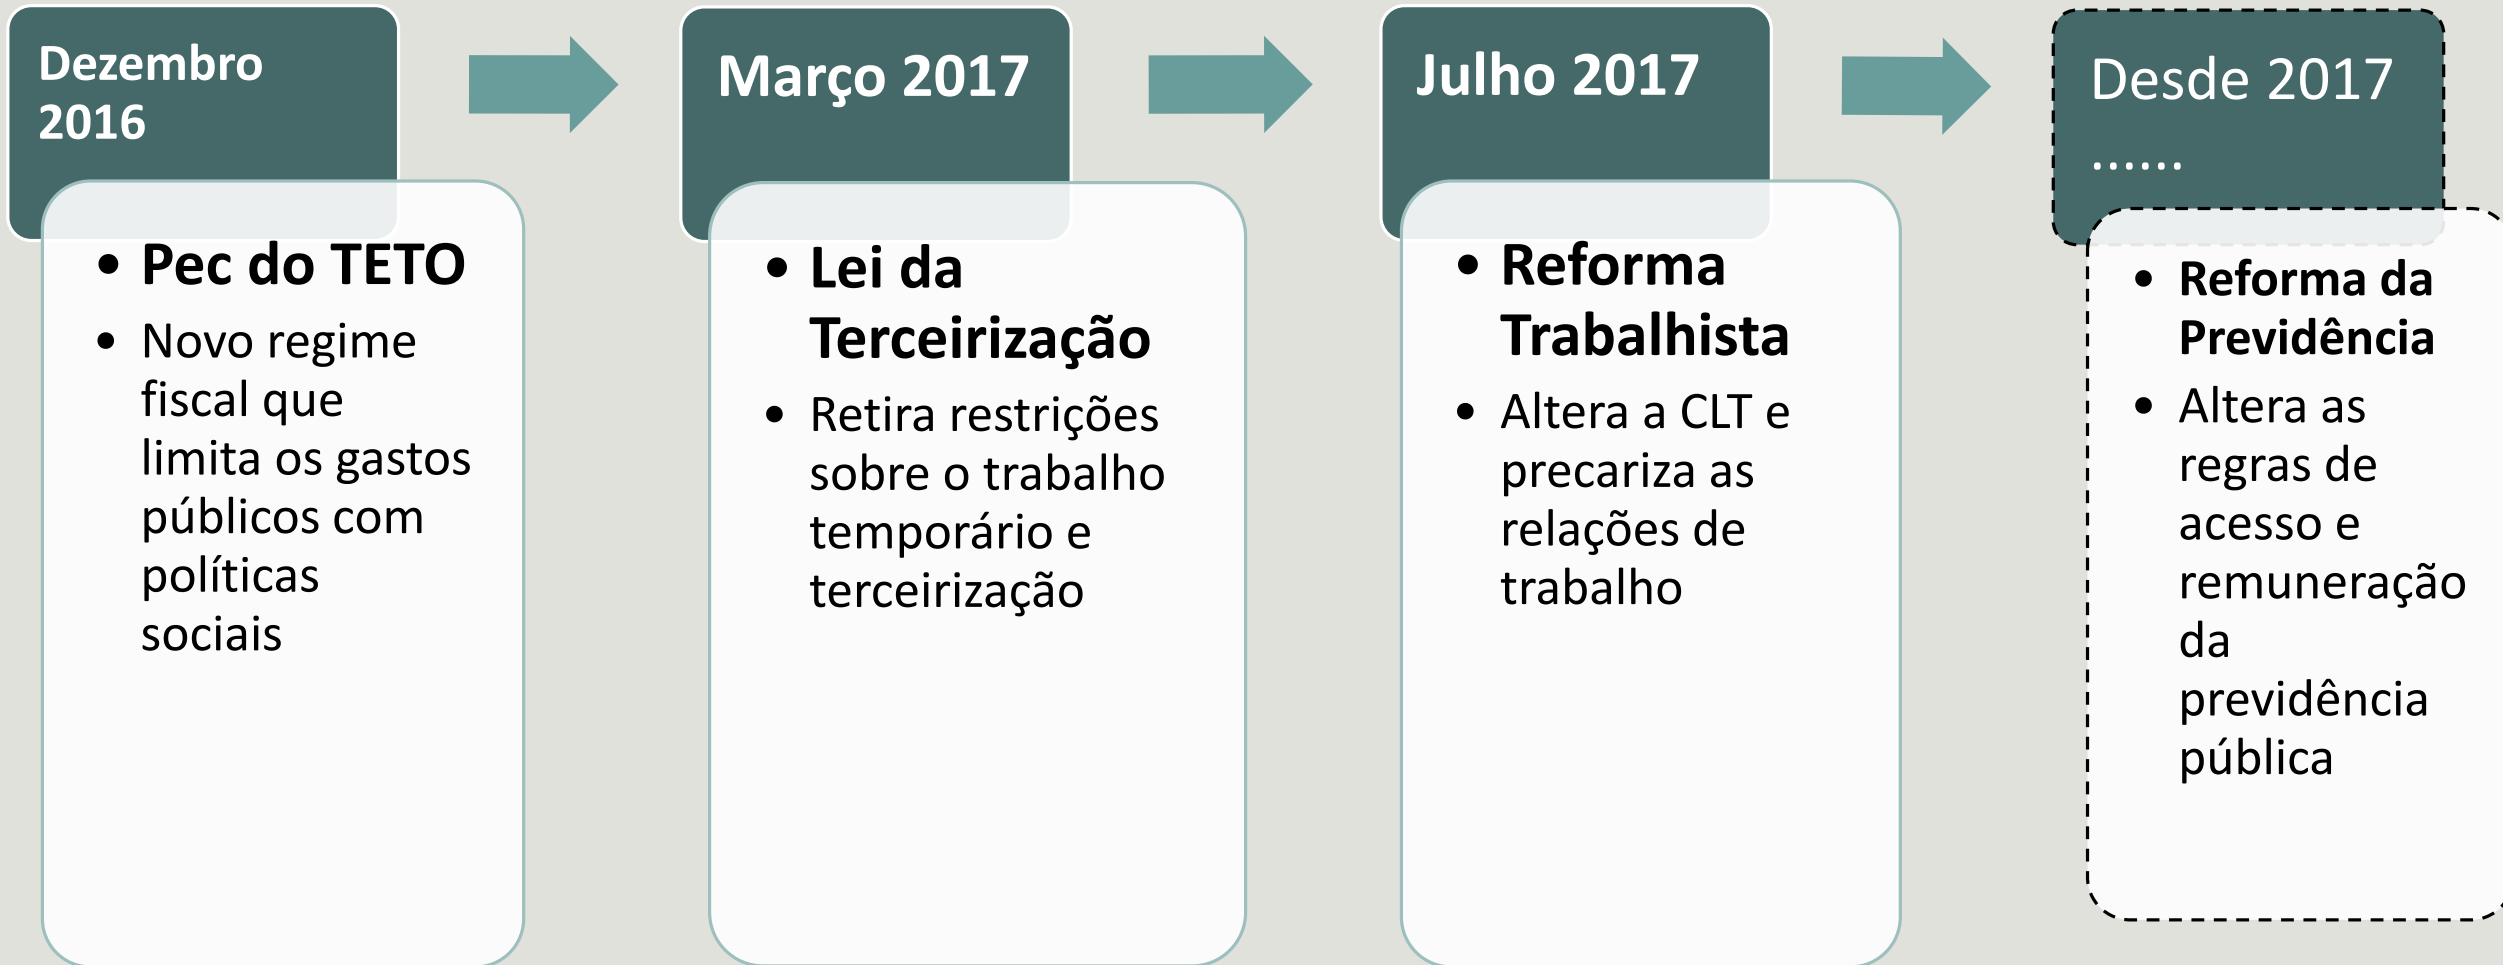 Dezembro
2016
• Pec do TETO
• Novo regime
fiscal que
limita os gastos
públicos com
políticas
sociais
Março 2017
• Lei da
Terceirização
• Retira restrições
sobre o trabalho
temporário e
terceirização
Julho 2017
• Reforma
Trabalhista
• Altera a CLT e
precariza as
relações de
trabalho
Desde 2017
......
• Reforma da
Previdência
• Altera as
regras de
acesso e
remuneração
da
previdência
pública